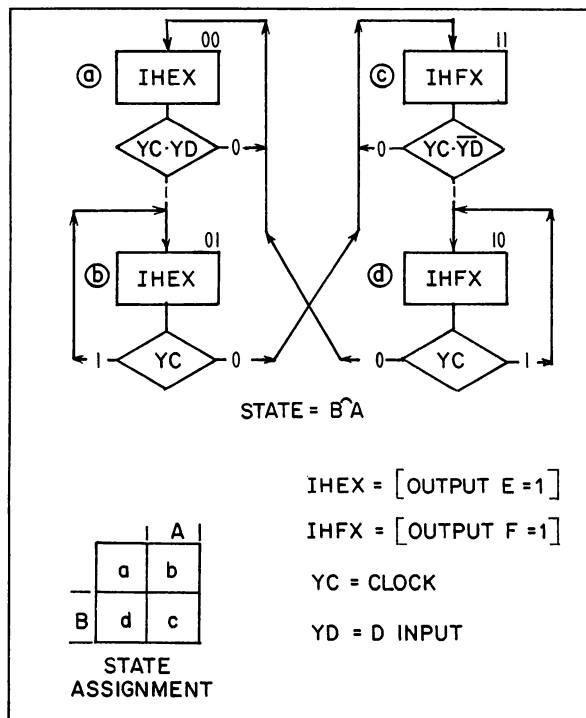 00
11
ⓐ IHEX
ⓒ IHFX
YC·YD 0
0 YC·Y̅D̅
01
10
ⓑ IHEX
ⓓ IHFX
1 YC 0
0 YC 1
STATE = B͡A
IHEX = [OUTPUT E = 1]
IHFX = [OUTPUT F = 1]
YC = CLOCK
YD = D INPUT
A
a b
B d c
STATE
ASSIGNMENT